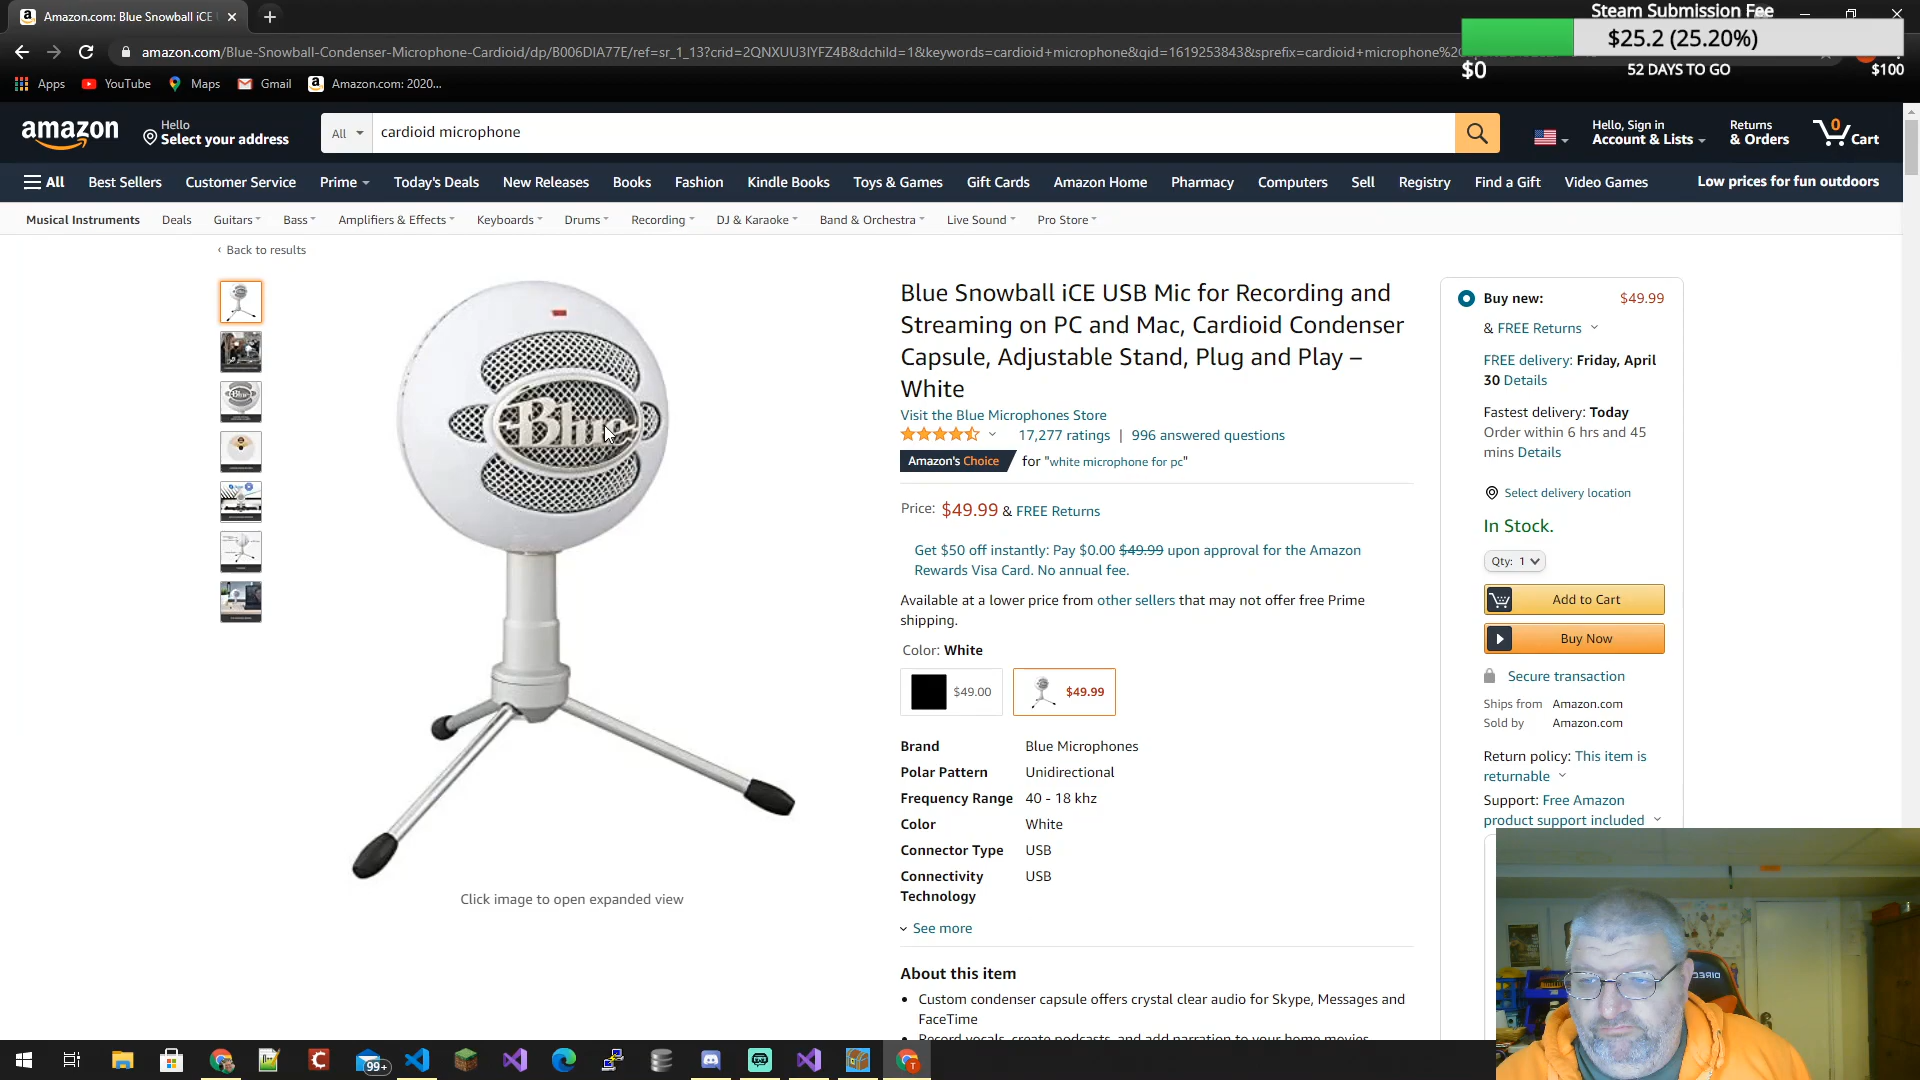 Amazon.com: Blue Snowball iCE
Steam Submission Fee
$25.2 (25.20%)
$0
52 DAYS TO GO
$100
amazon.com/Blue-Snowball-Condenser-Microphone-Cardioid/dp/B006DIA77E/ref=sr_1_13?crid=2QNXUU3IYFZ4B&dchild=1&keywords=cardioid+microphone&qid=1619253843&sprefix=cardioid+microphone%2
Apps
YouTube
Maps
Gmail
Amazon.com: 2020...
amazon
Hello
Select your address
All
cardioid microphone
Hello, Sign in
Account & Lists
Returns
& Orders
0
Cart
All
Best Sellers
Customer Service
Prime
Today's Deals
New Releases
Books
Fashion
Kindle Books
Toys & Games
Gift Cards
Amazon Home
Pharmacy
Computers
Sell
Registry
Find a Gift
Video Games
Low prices for fun outdoors
Musical Instruments
Deals
Guitars
Bass
Amplifiers & Effects
Keyboards
Drums
Recording
DJ & Karaoke
Band & Orchestra
Live Sound
Pro Store
‹ Back to results
Blue
Click image to open expanded view
Blue Snowball iCE USB Mic for Recording and
Streaming on PC and Mac, Cardioid Condenser
Capsule, Adjustable Stand, Plug and Play –
White
Visit the Blue Microphones Store
17,277 ratings | 996 answered questions
Amazon's Choice for "white microphone for pc"
Price: $49.99 & FREE Returns
Get $50 off instantly: Pay $0.00 $49.99 upon approval for the Amazon
Rewards Visa Card. No annual fee.
Available at a lower price from other sellers that may not offer free Prime
shipping.
Color: White
$49.00
$49.99
Brand Blue Microphones
Polar Pattern Unidirectional
Frequency Range 40 - 18 khz
Color White
Connector Type USB
Connectivity USB
Technology
See more
About this item
• Custom condenser capsule offers crystal clear audio for Skype, Messages and
FaceTime
• Record vocals, create podcasts, and add narration to your home movies
Buy new: $49.99
& FREE Returns
FREE delivery: Friday, April
30 Details
Fastest delivery: Today
Order within 6 hrs and 45
mins Details
Select delivery location
In Stock.
Qty: 1
Add to Cart
Buy Now
Secure transaction
Ships from Amazon.com
Sold by Amazon.com
Return policy: This item is
returnable
Support: Free Amazon
product support included
99+